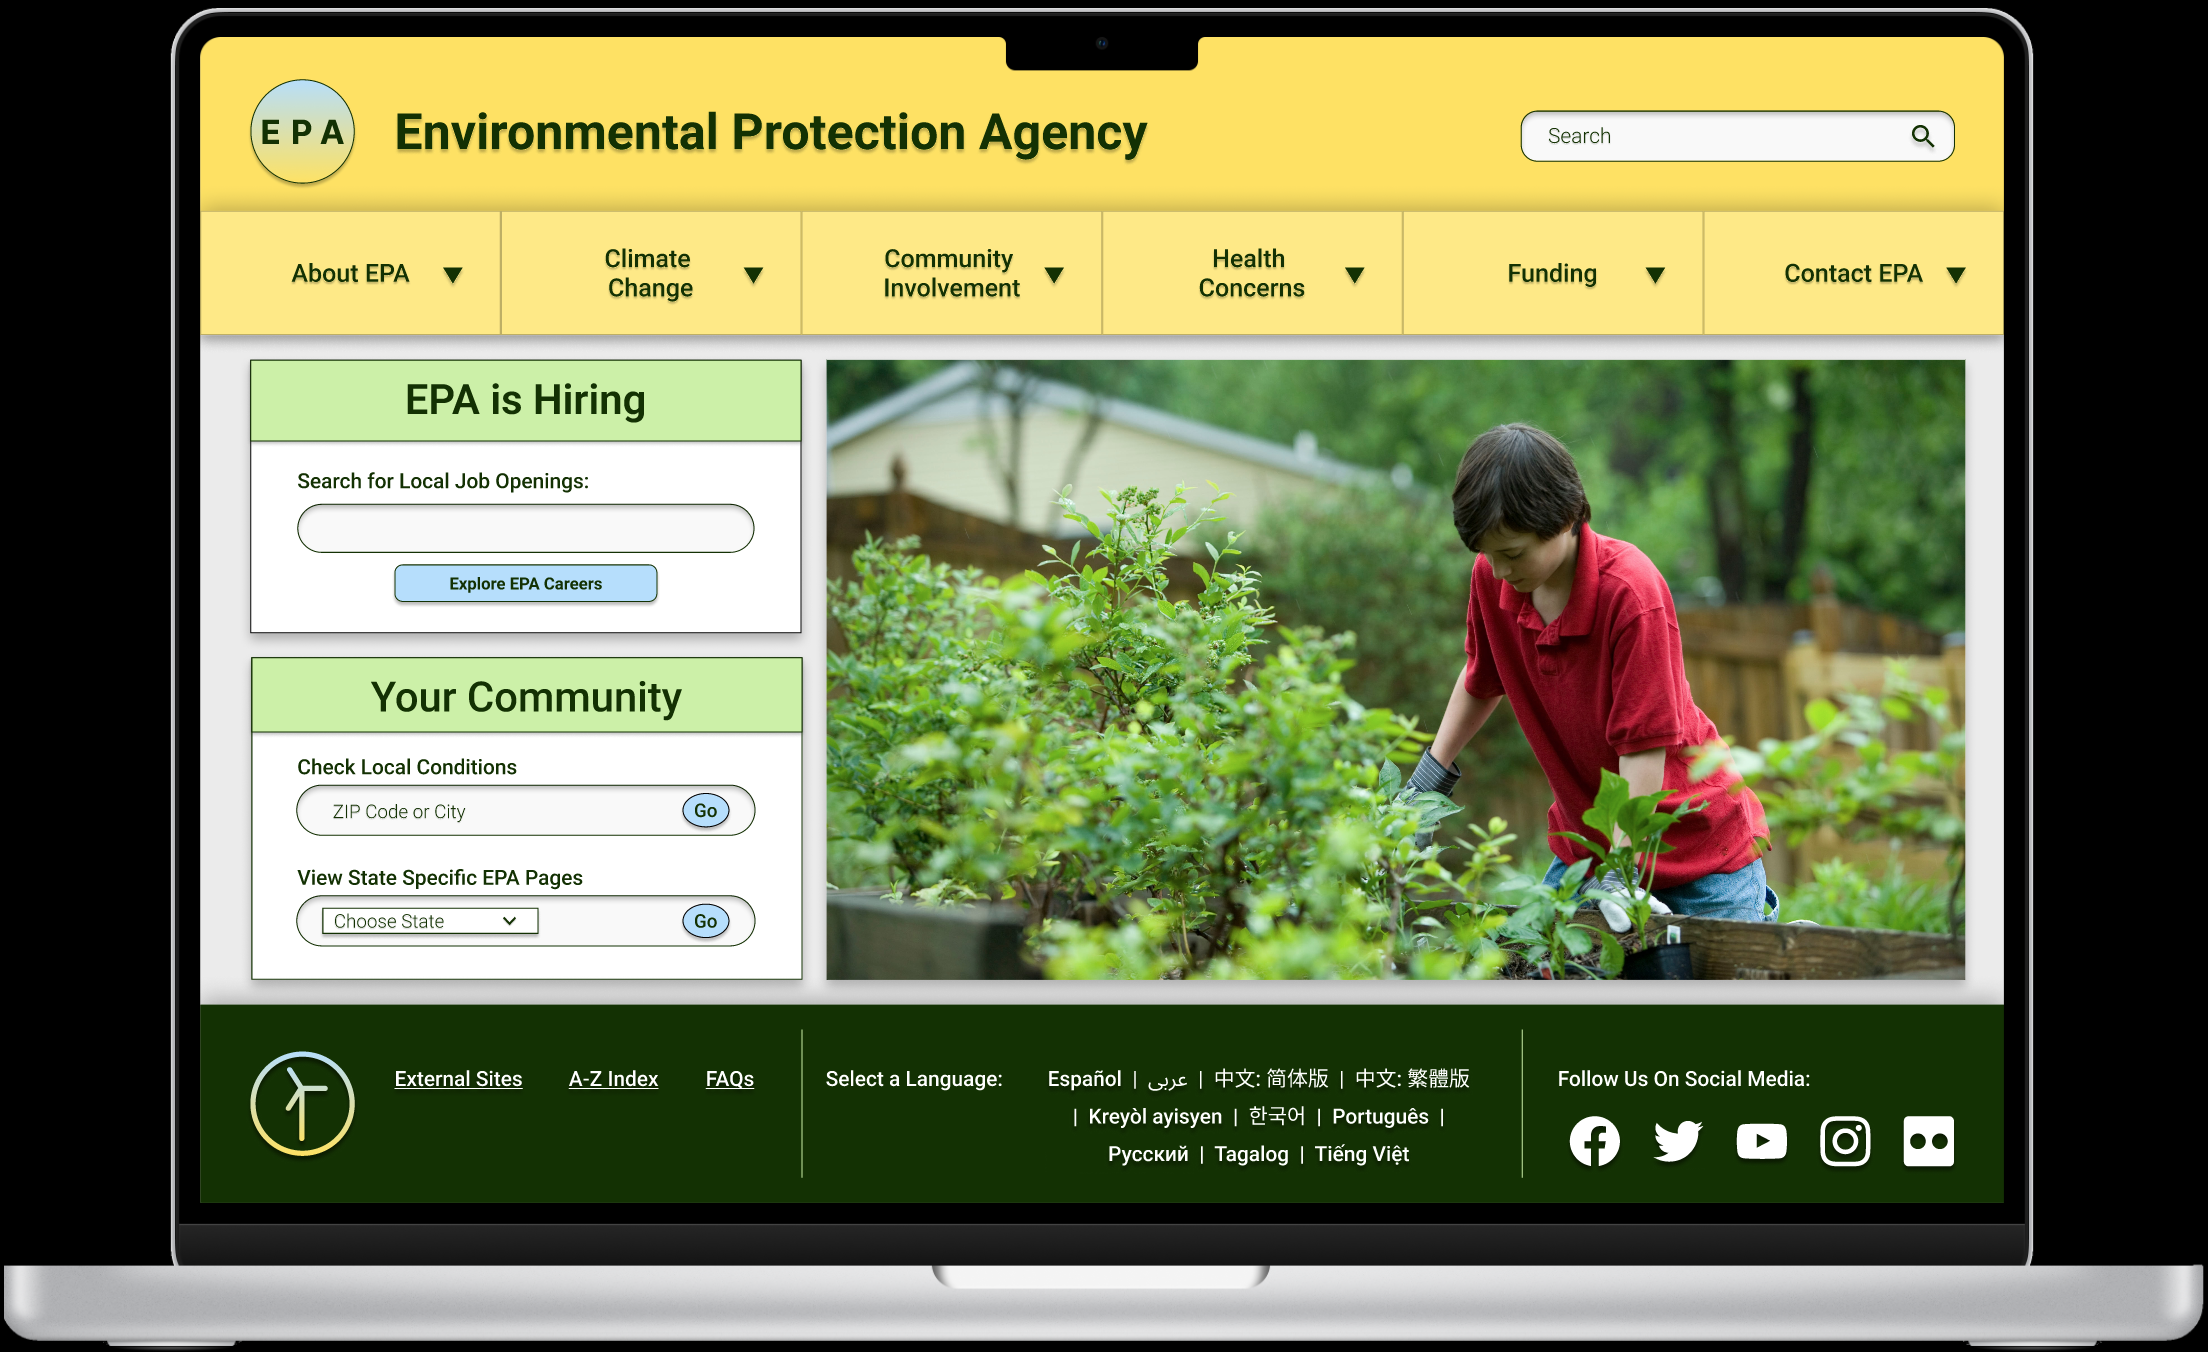 E P A
Environmental Protection Agency
Search
About EPA
Climate
Change
Community
Involvement
Health
Concerns
Funding
Contact EPA
EPA is Hiring
Search for Local Job Openings:
Explore EPA Careers
Your Community
Check Local Conditions
ZIP Code or City
Go
View State Specific EPA Pages
Choose State
Go
External Sites
A-Z Index
FAQs
Select a Language:
Español | عربى | 中文: 简体版 | 中文: 繁體版
| Kreyòl ayisyen | 한국어 | Português |
Русский | Tagalog | Tiếng Việt
Follow Us On Social Media: